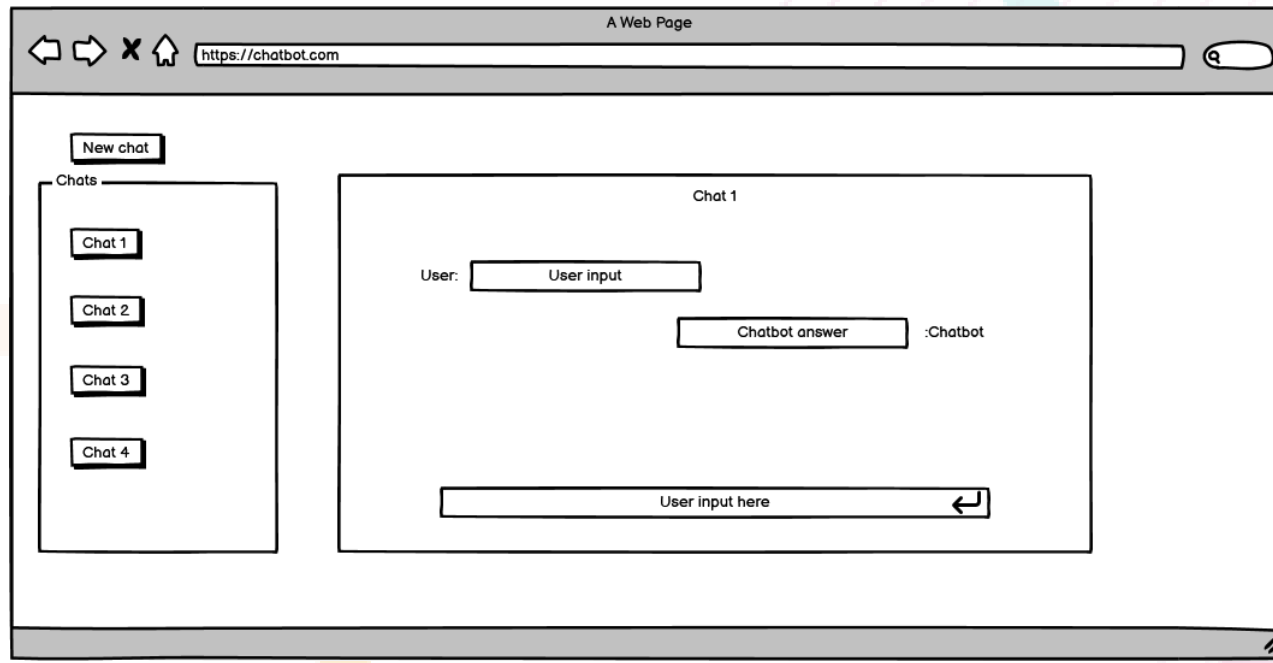 A Web Page
https://chatbot.com
New chat
Chats
Chat 1
Chat 2
Chat 3
Chat 4
Chat 1
User: User input
Chatbot answer :Chatbot
User input here